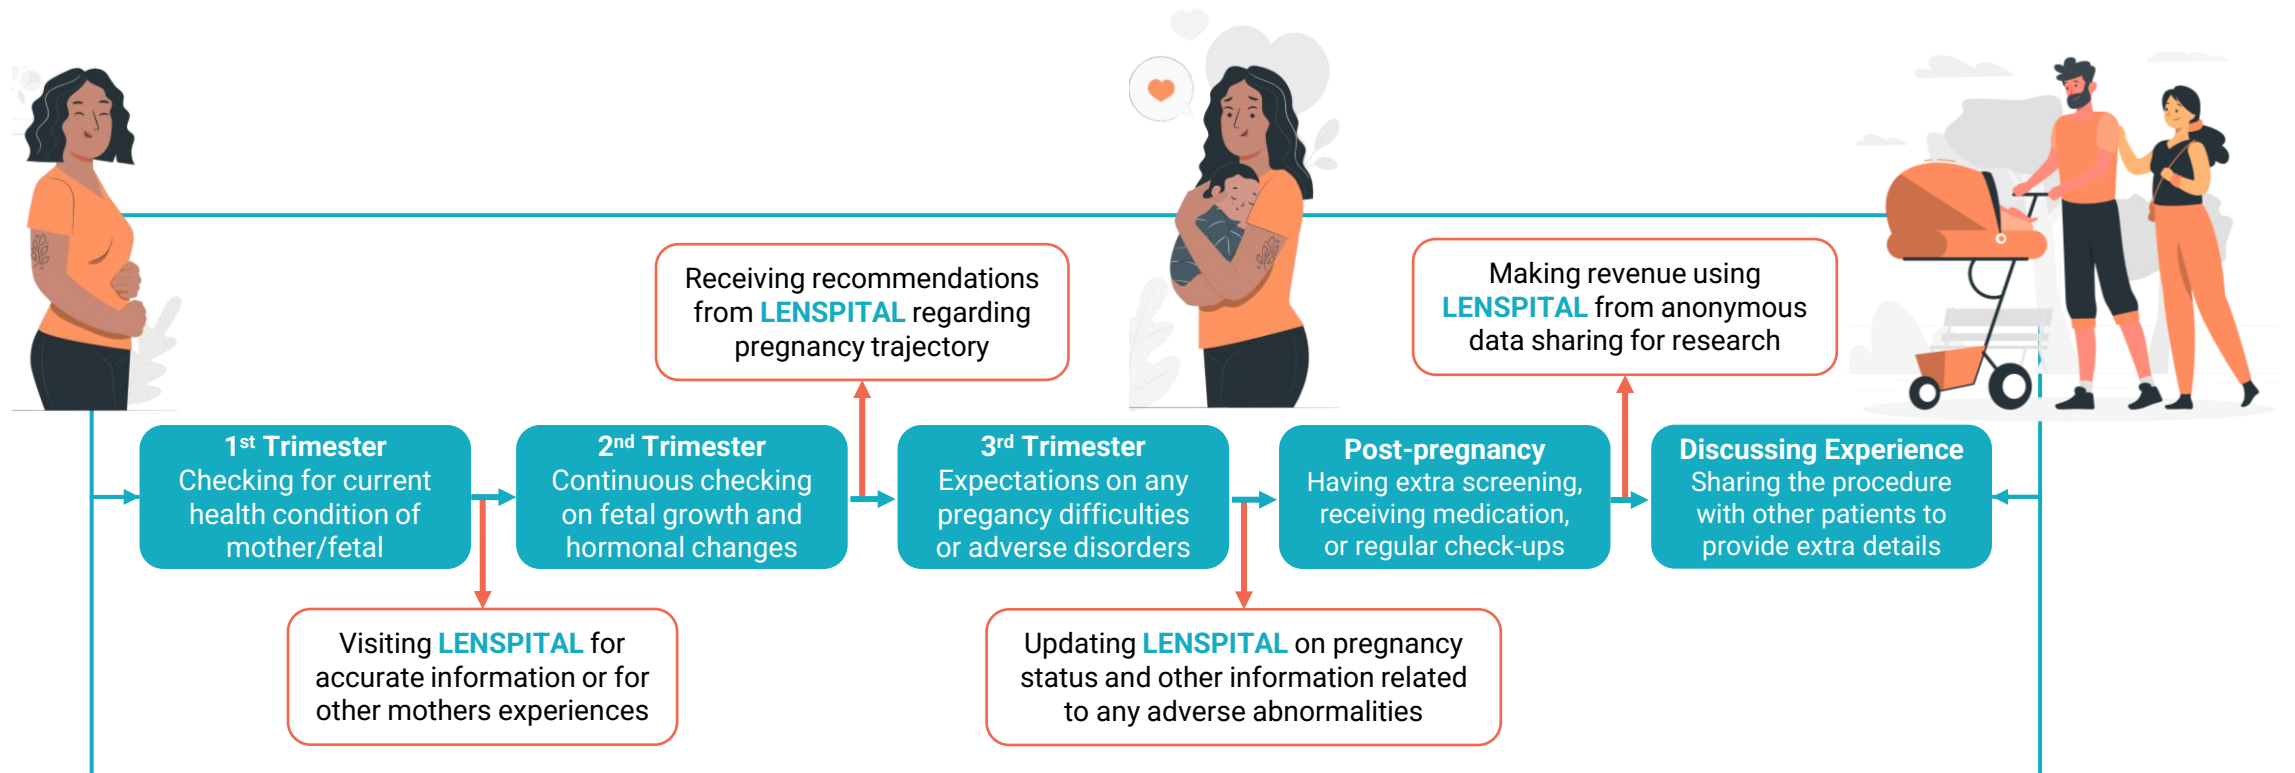 Receiving recommendations
from LENSPITAL regarding
pregnancy trajectory
Making revenue using
LENSPITAL from anonymous
data sharing for research
1st Trimester
Checking for current
health condition of
mother/fetal
2nd Trimester
Continuous checking
on fetal growth and
hormonal changes
3rd Trimester
Expectations on any
pregancy difficulties
or adverse disorders
Post-pregnancy
Having extra screening,
receiving medication,
or regular check-ups
Discussing Experience
Sharing the procedure
with other patients to
provide extra details
Visiting LENSPITAL for
accurate information or for
other mothers experiences
Updating LENSPITAL on pregnancy
status and other information related
to any adverse abnormalities